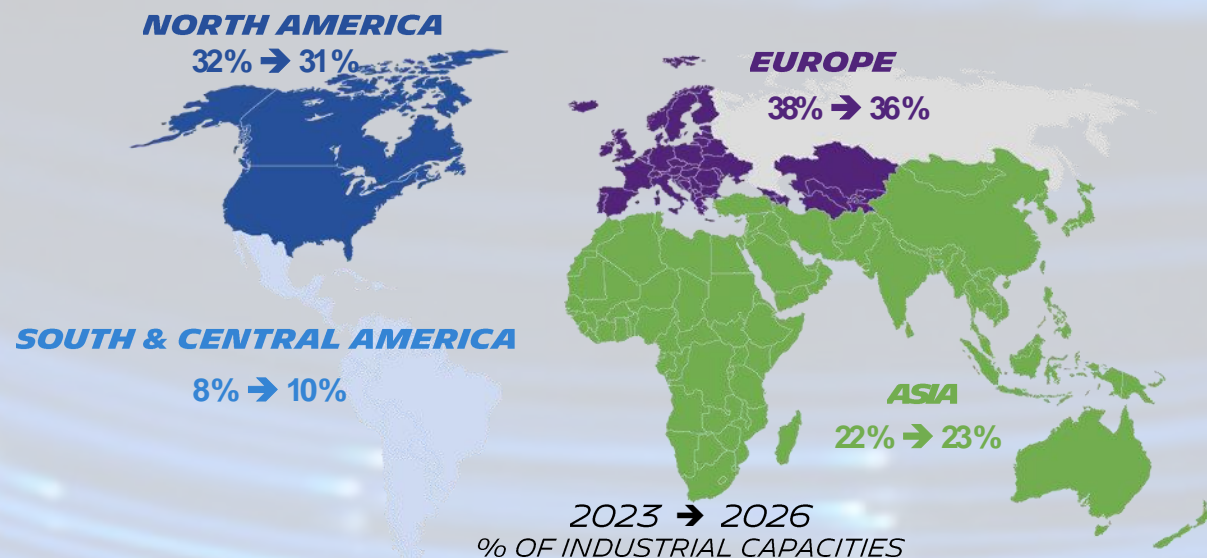 NORTH AMERICA
32% ➔ 31%
EUROPE
38% ➔ 36%
SOUTH & CENTRAL AMERICA
8% ➔ 10%
ASIA
22% ➔ 23%
2023 ➔ 2026
% OF INDUSTRIAL CAPACITIES